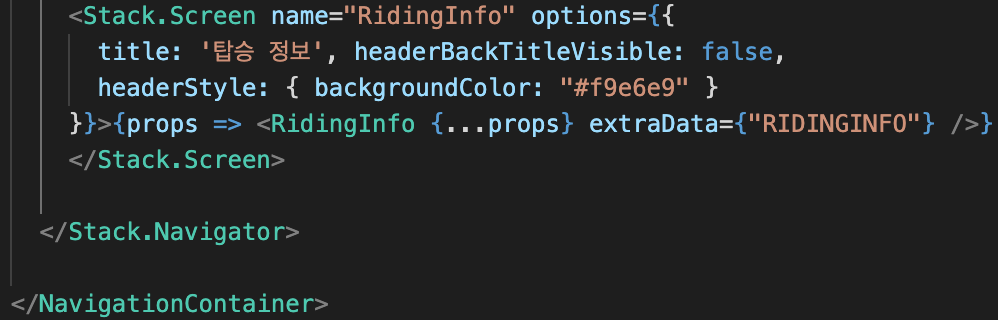 <Stack.Screen name="RidingInfo" options={{
title: '탑승 정보', headerBackTitleVisible: false,
headerStyle: { backgroundColor: "#f9e6e9" }
}}>{props => <RidingInfo {...props} extraData={"RIDINGINFO"} />}
</Stack.Screen>
</Stack.Navigator>
</NavigationContainer>